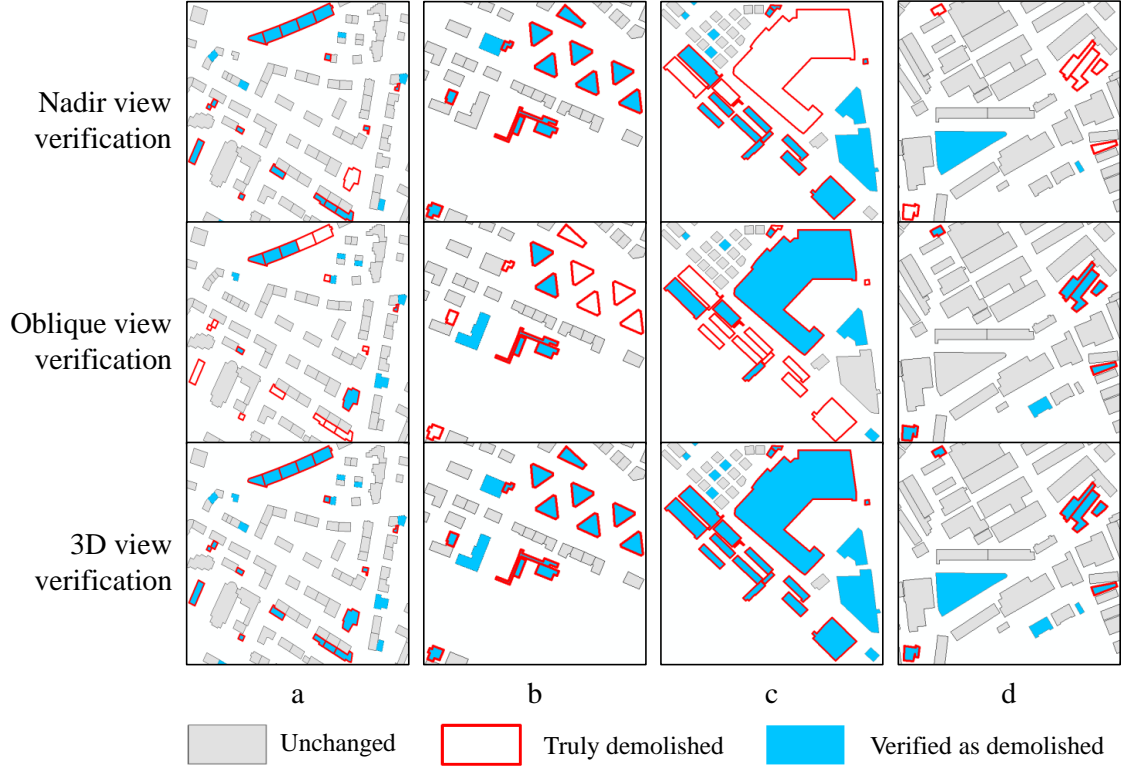 Nadir view
verification
Oblique view
verification
3D view
verification
a b c d
Unchanged Truly demolished Verified as demolished